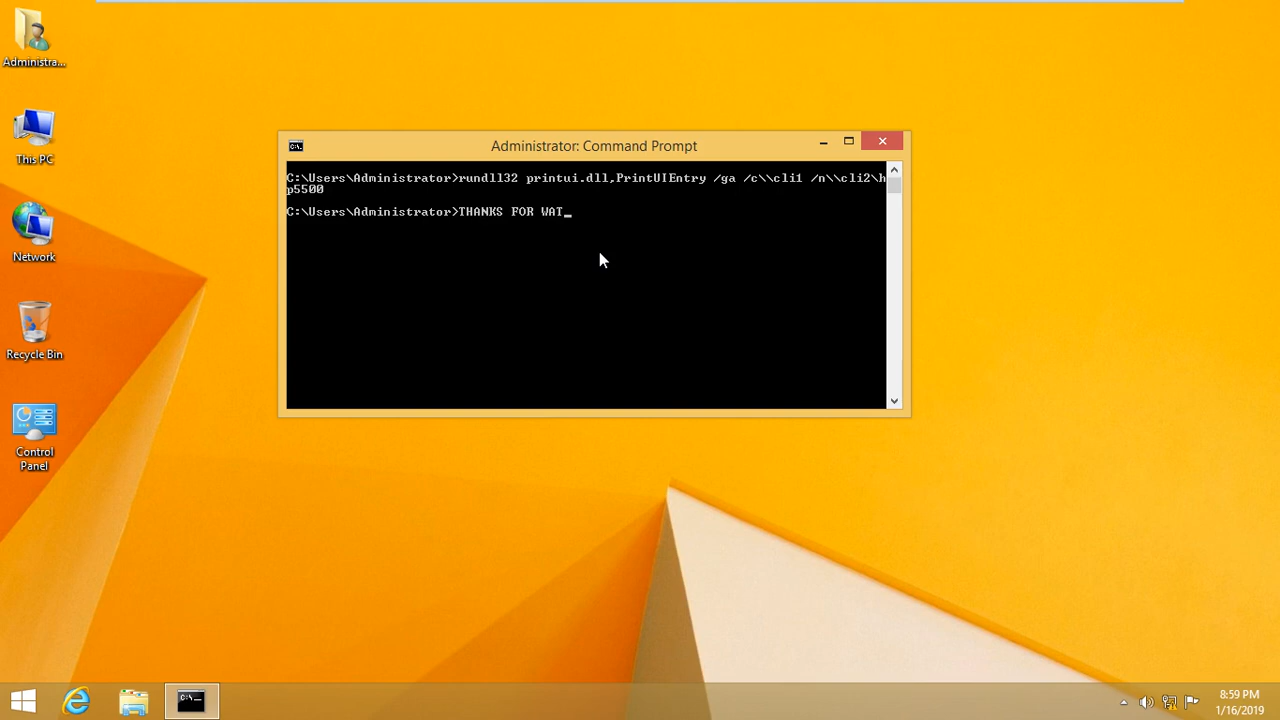 Administra...
This PC
Network
Recycle Bin
Control
Panel
Administrator: Command Prompt
C:\Users\Administrator>rundll32 printui.dll,PrintUIEntry /ga /c\\cli1 /n\\cli2\h
p5500
C:\Users\Administrator>THANKS FOR WAT_
8:59 PM
1/16/2019